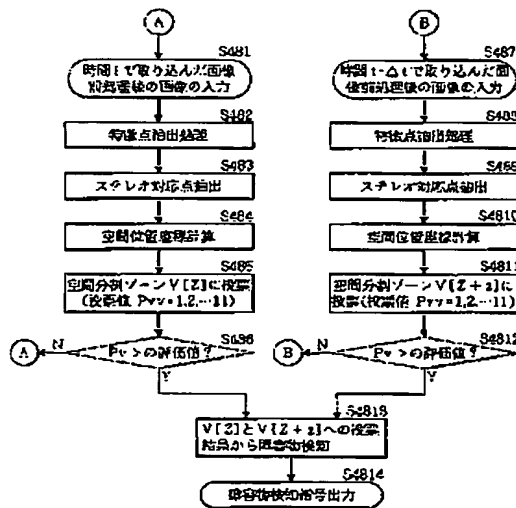 A
S481
時間tで取り込んだ画像
前処理後の画像の入力
S482
特徴点抽出処理
S483
ステレオ対応点抽出
S484
空間位置座標計算
S485
空間分割ゾーンV[Z]に投票
(投票値 Pvv=1,2,…11)
S486
Pv>の評価値?
N
A
Y
B
S487
時間t-Δtで取り込んだ画
像前処理後の画像の入力
S488
特徴点抽出処理
S489
ステレオ対応点抽出
S4810
空間位置座標計算
S4811
空間分割ゾーンV[Z+z]に
投票(投票値 Pvv=1,2,…11)
S4812
Pv>の評価値?
N
B
Y
S4813
V[Z]とV[Z+z]への投票
結果から障害物検知
S4814
障害物検知信号出力